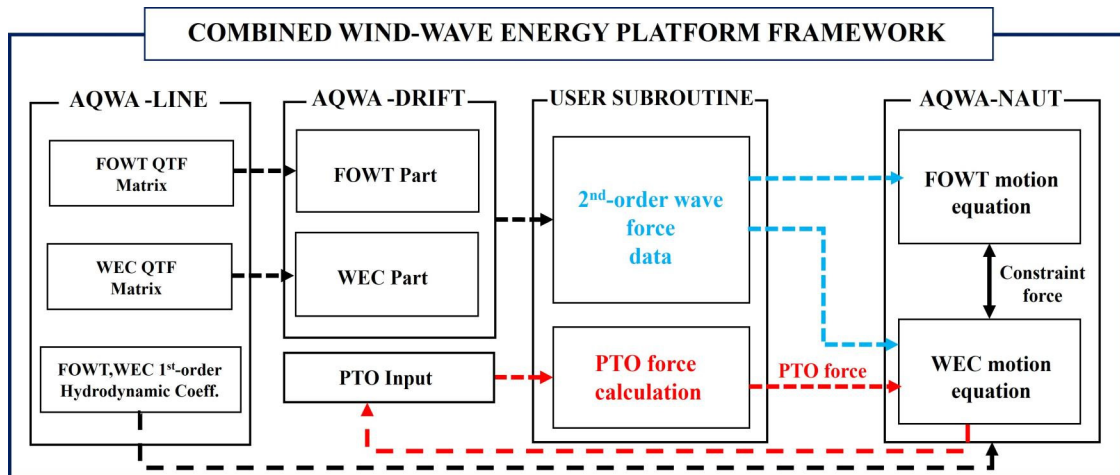 COMBINED WIND-WAVE ENERGY PLATFORM FRAMEWORK
AQWA -LINE
FOWT QTF
Matrix
WEC QTF
Matrix
FOWT,WEC 1st-order
Hydrodynamic Coeff.
AQWA -DRIFT
FOWT Part
WEC Part
PTO Input
USER SUBROUTINE
2nd-order wave
force
data
PTO force
calculation
PTO force
AQWA-NAUT
FOWT motion
equation
Constraint
force
WEC motion
equation